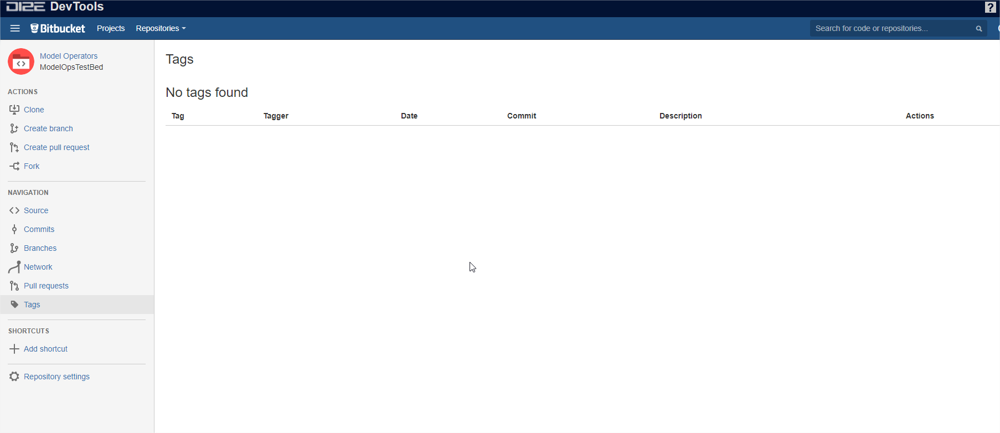 DI2E DevTools
?
Bitbucket Projects Repositories Search for code or repositories...
Model Operators
ModelOpsTestBed
ACTIONS
Clone
Create branch
Create pull request
Fork
NAVIGATION
Source
Commits
Branches
Network
Pull requests
Tags
SHORTCUTS
Add shortcut
Repository settings
Tags
No tags found
Tag Tagger Date Commit Description Actions